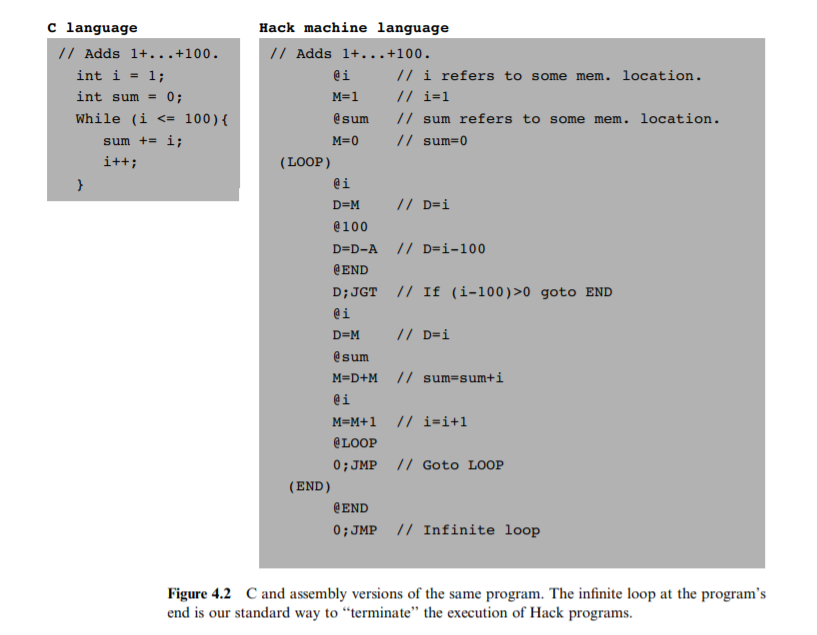 C language
// Adds 1+...+100.
int i = 1;
int sum = 0;
While (i <= 100){
sum += i;
i++;
}
Hack machine language
// Adds 1+...+100.
@i // i refers to some mem. location.
M=1 // i=1
@sum // sum refers to some mem. location.
M=0 // sum=0
(LOOP)
@i
D=M // D=i
@100
D=D-A // D=i-100
@END
D;JGT // If (i-100)>0 goto END
@i
D=M // D=i
@sum
M=D+M // sum=sum+i
@i
M=M+1 // i=i+1
@LOOP
0;JMP // Goto LOOP
(END)
@END
0;JMP // Infinite loop
Figure 4.2 C and assembly versions of the same program. The infinite loop at the program’s
end is our standard way to “terminate” the execution of Hack programs.